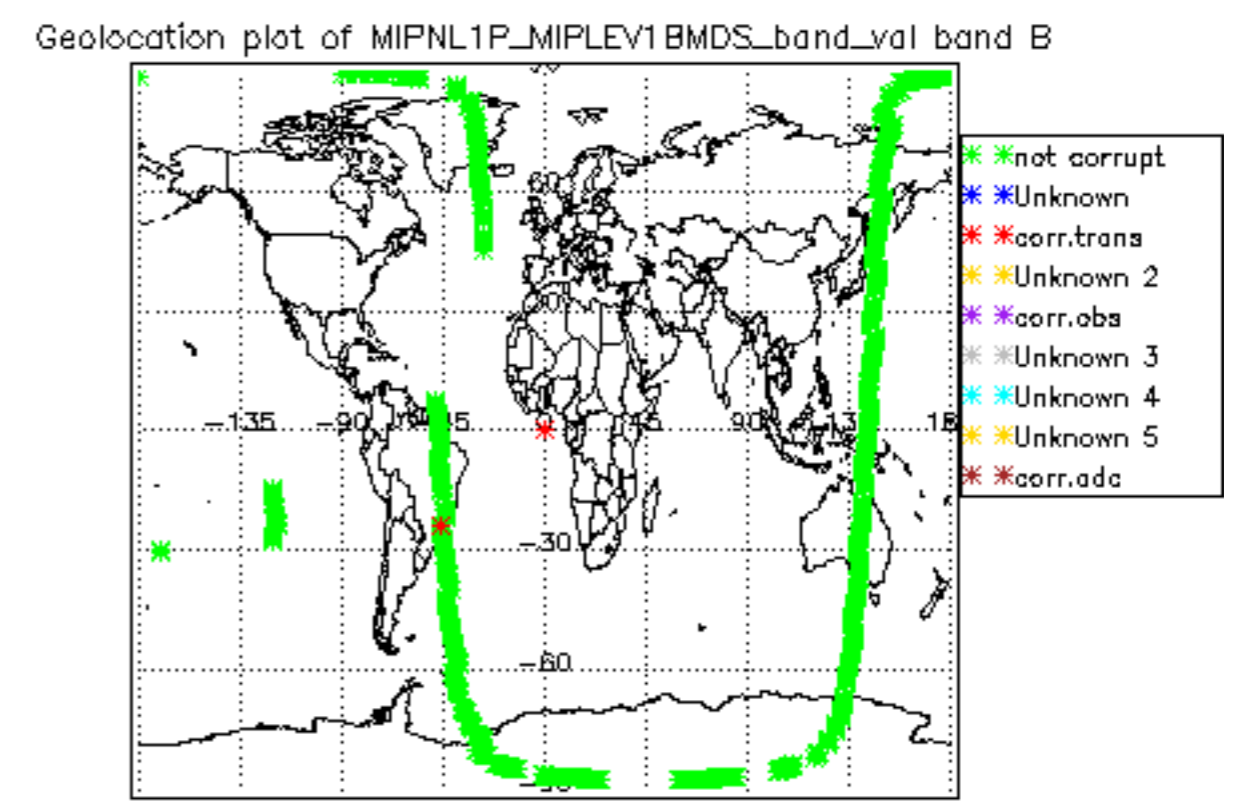 Geolocation plot of MIPNL1P_MIPLEV1BMDS_band_val band B
not corrupt
Unknown
corr.trans
Unknown 2
corr.obs
Unknown 3
Unknown 4
Unknown 5
corr.adc
60
-135 -90 45 90
-30
-60